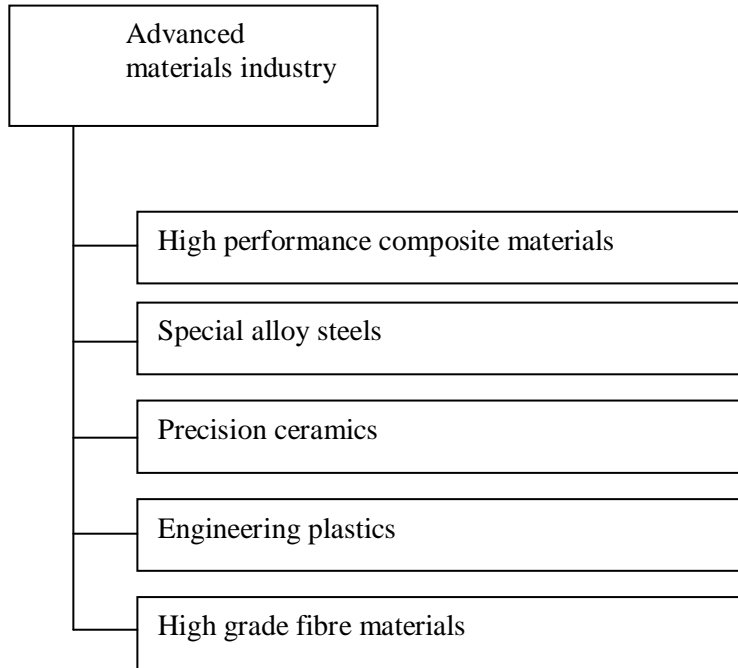 Advanced
materials industry
High performance composite materials
Special alloy steels
Precision ceramics
Engineering plastics
High grade fibre materials